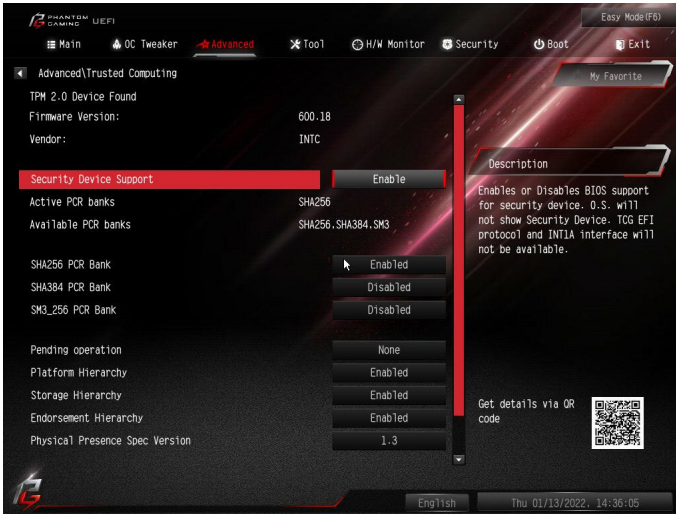 PHANTOM GAMING UEFI
Easy Mode(F6)
Main OC Tweaker Advanced Tool H/W Monitor Security Boot Exit
Advanced\Trusted Computing
My Favorite
TPM 2.0 Device Found
Firmware Version: 600.18
Vendor: INTC
Security Device Support Enable
Active PCR banks SHA256
Available PCR banks SHA256.SHA384.SM3
SHA256 PCR Bank Enabled
SHA384 PCR Bank Disabled
SM3_256 PCR Bank Disabled
Pending operation None
Platform Hierarchy Enabled
Storage Hierarchy Enabled
Endorsement Hierarchy Enabled
Physical Presence Spec Version 1.3
Description
Enables or Disables BIOS support
for security device. O.S. will
not show Security Device. TCG EFI
protocol and INT1A interface will
not be available.
Get details via QR
code
English
Thu 01/13/2022, 14:36:05